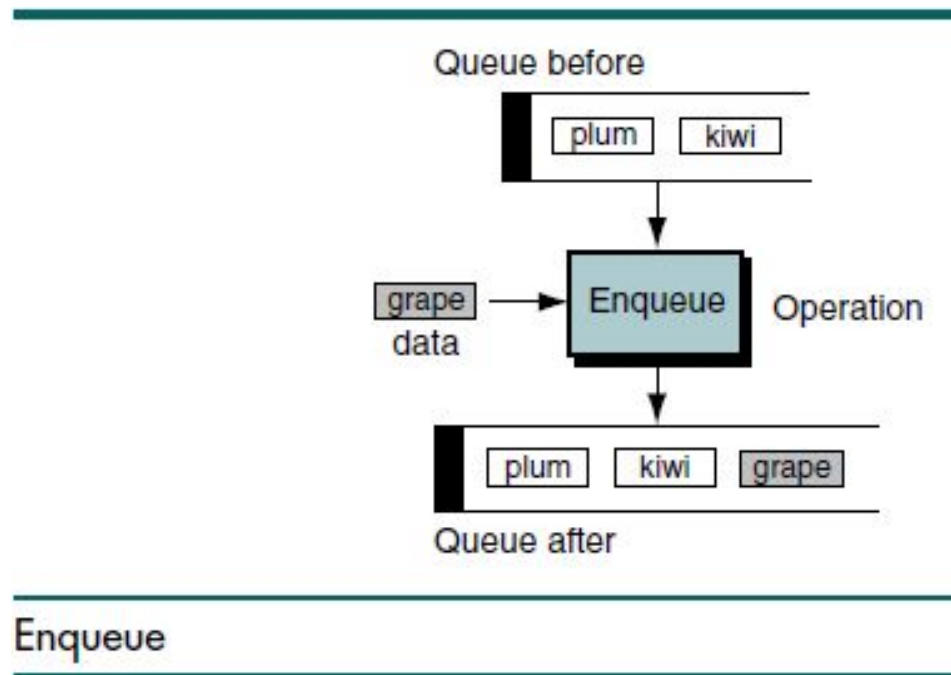 Queue before
plum kiwi
grape
data
Enqueue
Operation
plum kiwi grape
Queue after
Enqueue